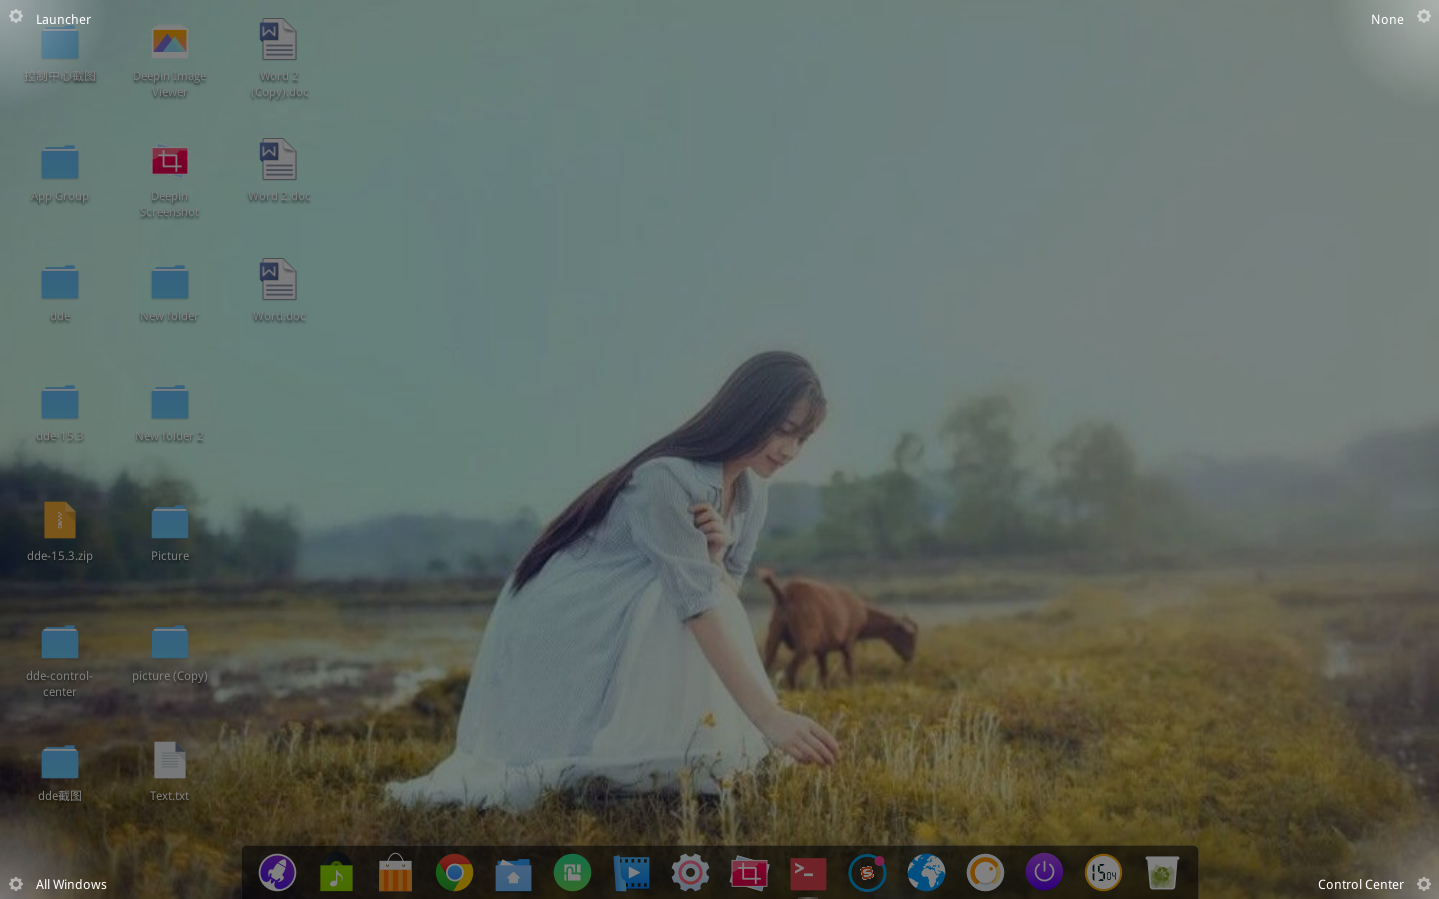 Launcher
None
控制中心截图
Deepin Image
Viewer
Word 2
(Copy).doc
App Group
Deepin
Screenshot
Word 2.doc
dde
New folder
Word.doc
dde-15.3
New folder 2
dde-15.3.zip
Picture
dde-control-
center
picture (Copy)
dde截图
Text.txt
All Windows
Control Center
15 04